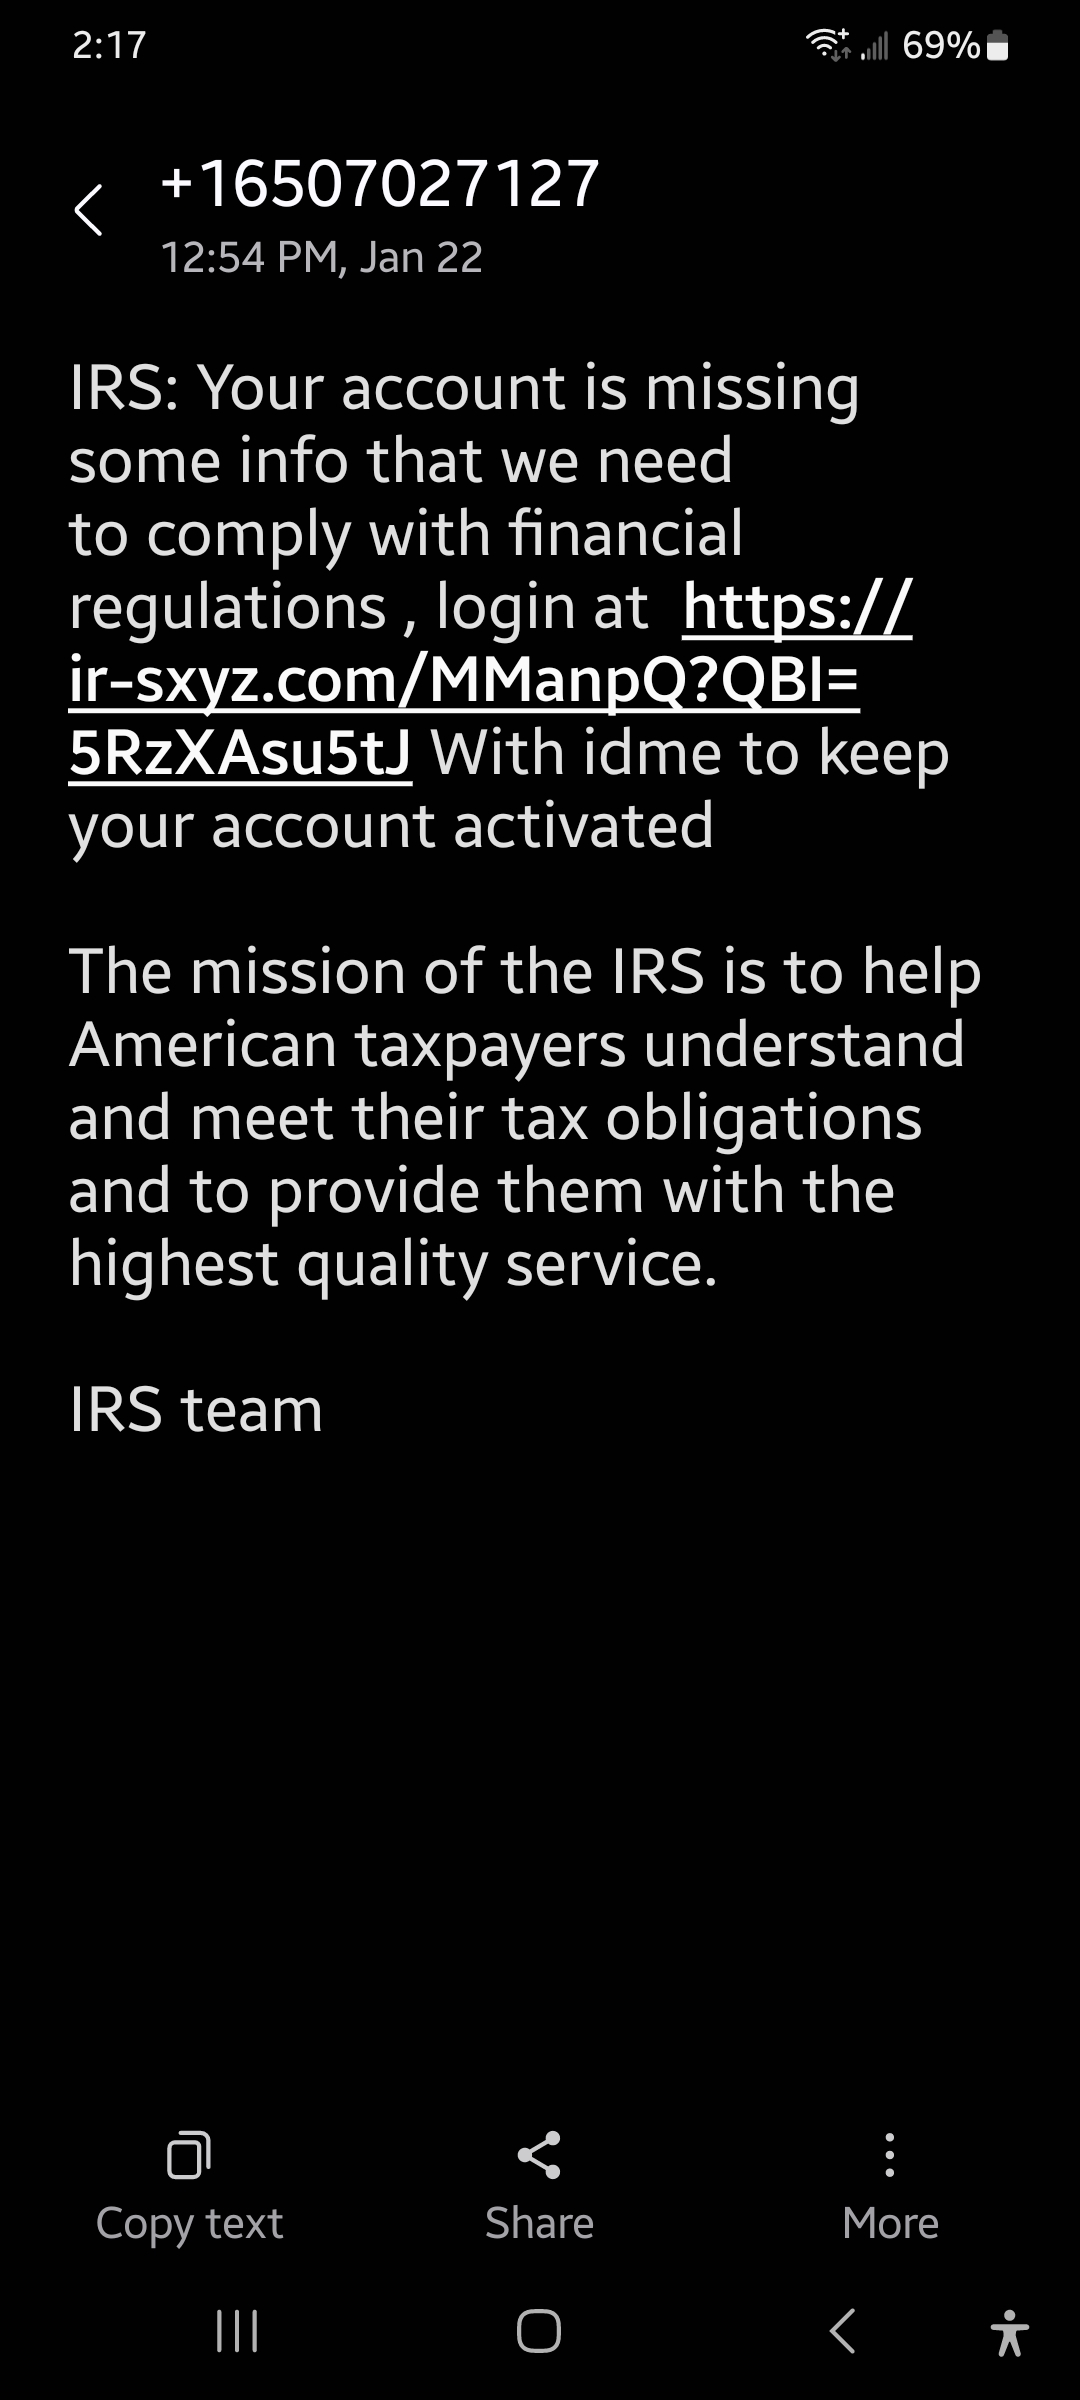 2:17
69%
+16507027127
12:54 PM, Jan 22
IRS: Your account is missing
some info that we need
to comply with financial
regulations , login at  https://
ir-sxyz.com/MManpQ?QBI=
5RzXAsu5tJ With idme to keep
your account activated
The mission of the IRS is to help
American taxpayers understand
and meet their tax obligations
and to provide them with the
highest quality service.
IRS team
Copy text
Share
More